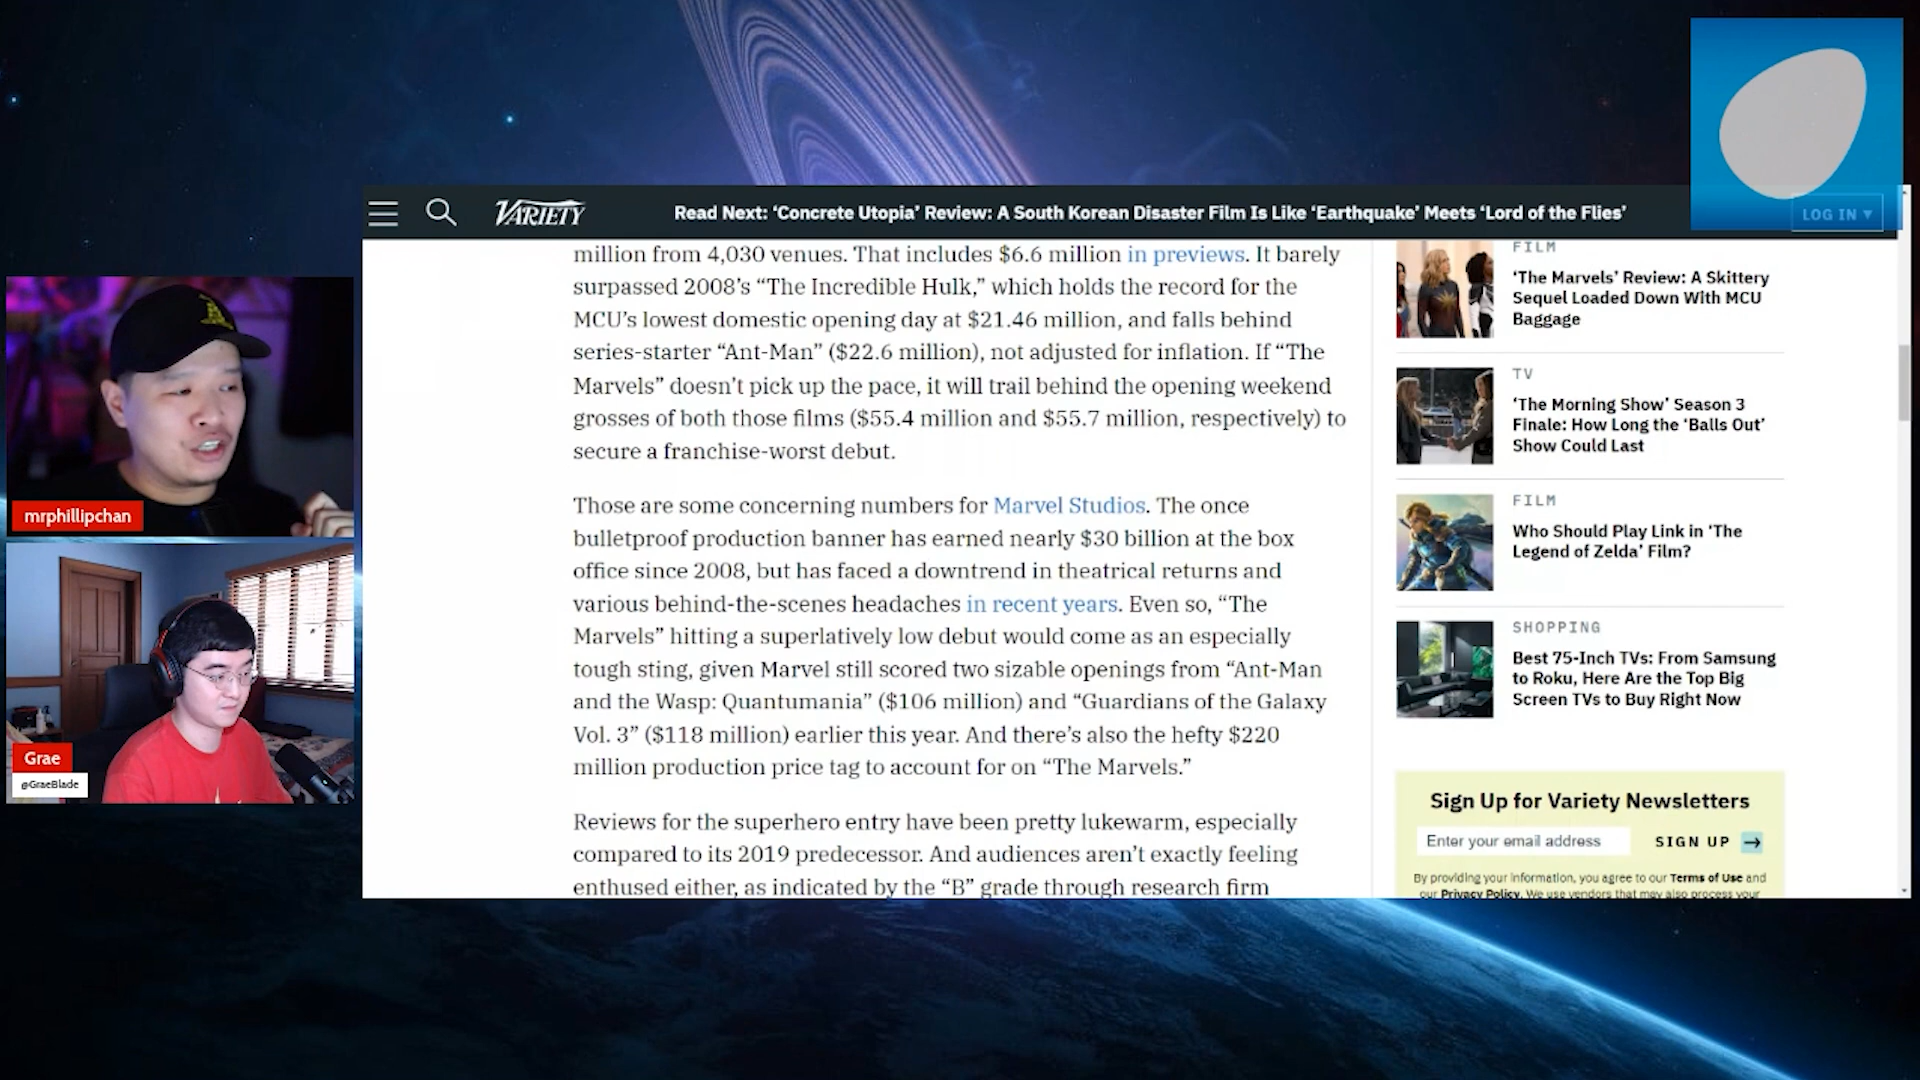 VARIETY
Read Next: ‘Concrete Utopia’ Review: A South Korean Disaster Film Is Like ‘Earthquake’ Meets ‘Lord of the Flies’
LOG IN ▾
million from 4,030 venues. That includes $6.6 million in previews. It barely
surpassed 2008’s “The Incredible Hulk,” which holds the record for the
MCU’s lowest domestic opening day at $21.46 million, and falls behind
series-starter “Ant-Man” ($22.6 million), not adjusted for inflation. If “The
Marvels” doesn’t pick up the pace, it will trail behind the opening weekend
grosses of both those films ($55.4 million and $55.7 million, respectively) to
secure a franchise-worst debut.
Those are some concerning numbers for Marvel Studios. The once
bulletproof production banner has earned nearly $30 billion at the box
office since 2008, but has faced a downtrend in theatrical returns and
various behind-the-scenes headaches in recent years. Even so, “The
Marvels” hitting a superlatively low debut would come as an especially
tough sting, given Marvel still scored two sizable openings from “Ant-Man
and the Wasp: Quantumania” ($106 million) and “Guardians of the Galaxy
Vol. 3” ($118 million) earlier this year. And there’s also the hefty $220
million production price tag to account for on “The Marvels.”
Reviews for the superhero entry have been pretty lukewarm, especially
compared to its 2019 predecessor. And audiences aren’t exactly feeling
enthused either, as indicated by the “B” grade through research firm
FILM
‘The Marvels’ Review: A Skittery
Sequel Loaded Down With MCU
Baggage
TV
‘The Morning Show’ Season 3
Finale: How Long the ‘Balls Out’
Show Could Last
FILM
Who Should Play Link in ‘The
Legend of Zelda’ Film?
SHOPPING
Best 75-Inch TVs: From Samsung
to Roku, Here Are the Top Big
Screen TVs to Buy Right Now
Sign Up for Variety Newsletters
Enter your email address
SIGN UP →
By providing your information, you agree to our Terms of Use and
our Privacy Policy. We use vendors that may also process your
mrphillipchan
Grae
@GraeBlade